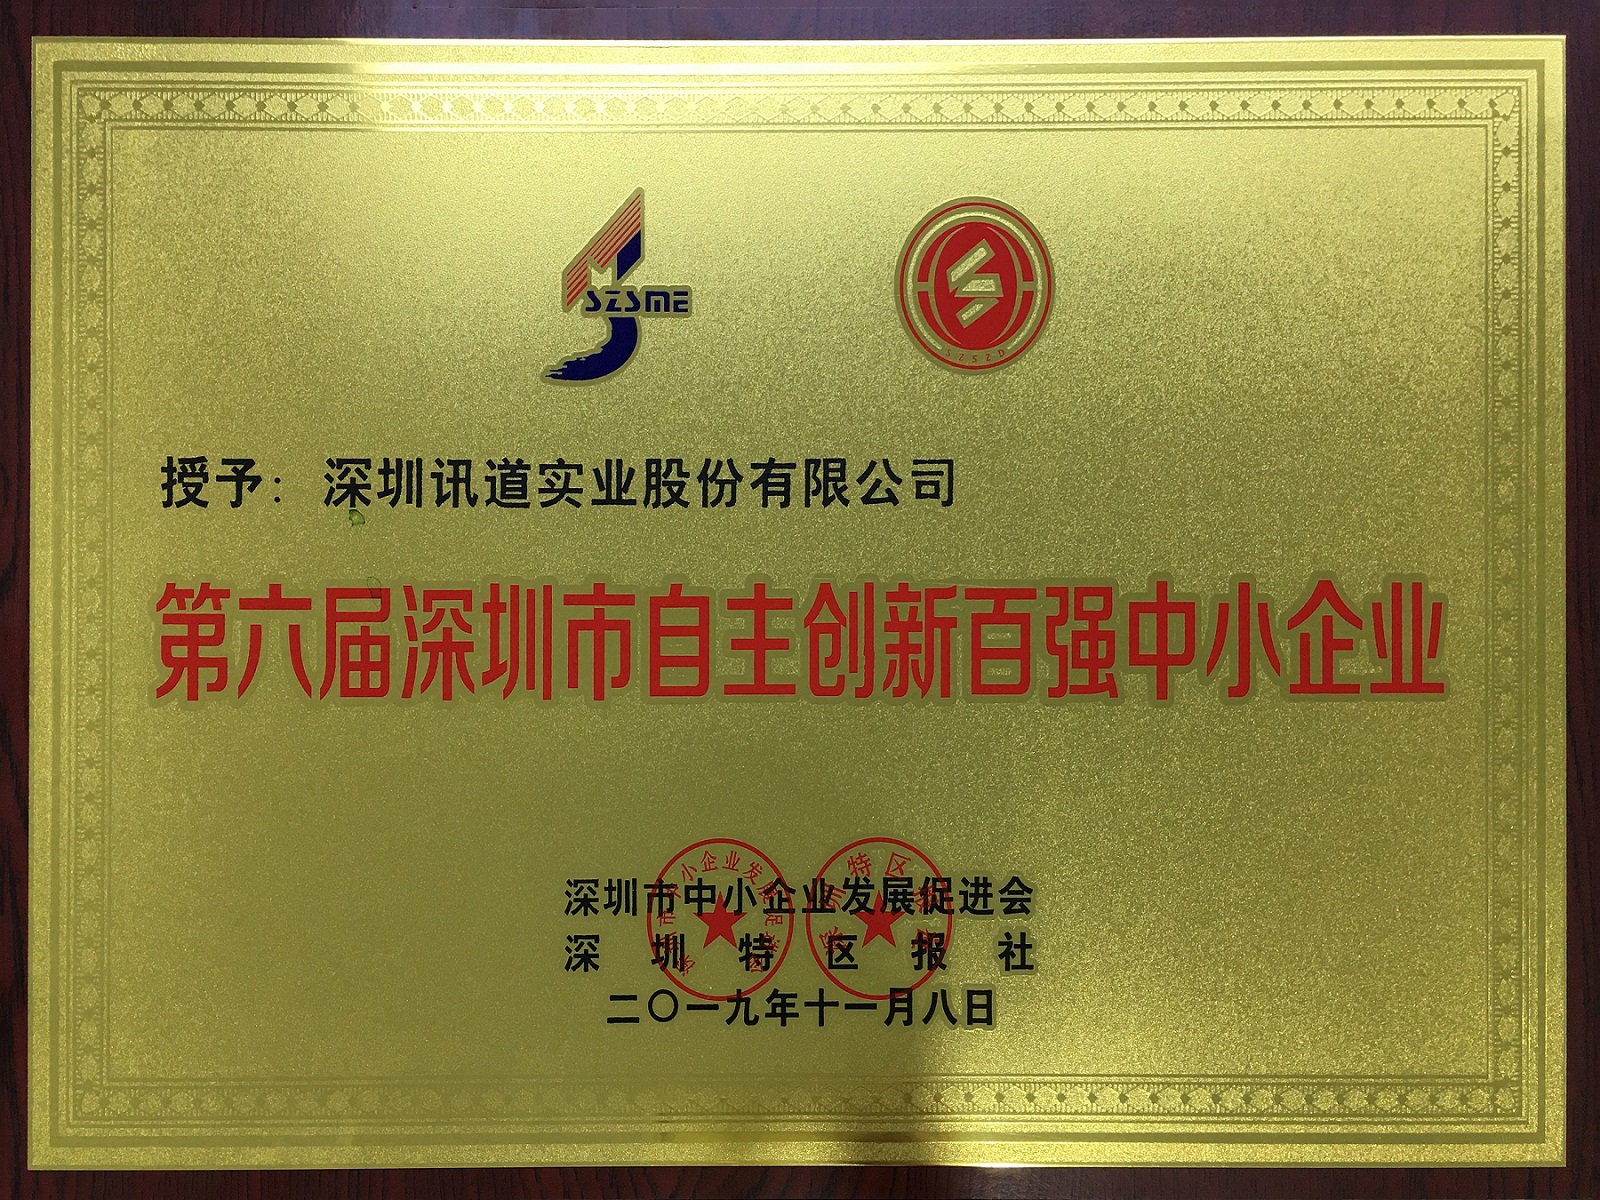 SZSME
SZSZD
授予：深圳讯道实业股份有限公司
第六届深圳市自主创新百强中小企业
深圳市中小企业发展促进会
深圳特区报社
二〇一九年十一月八日